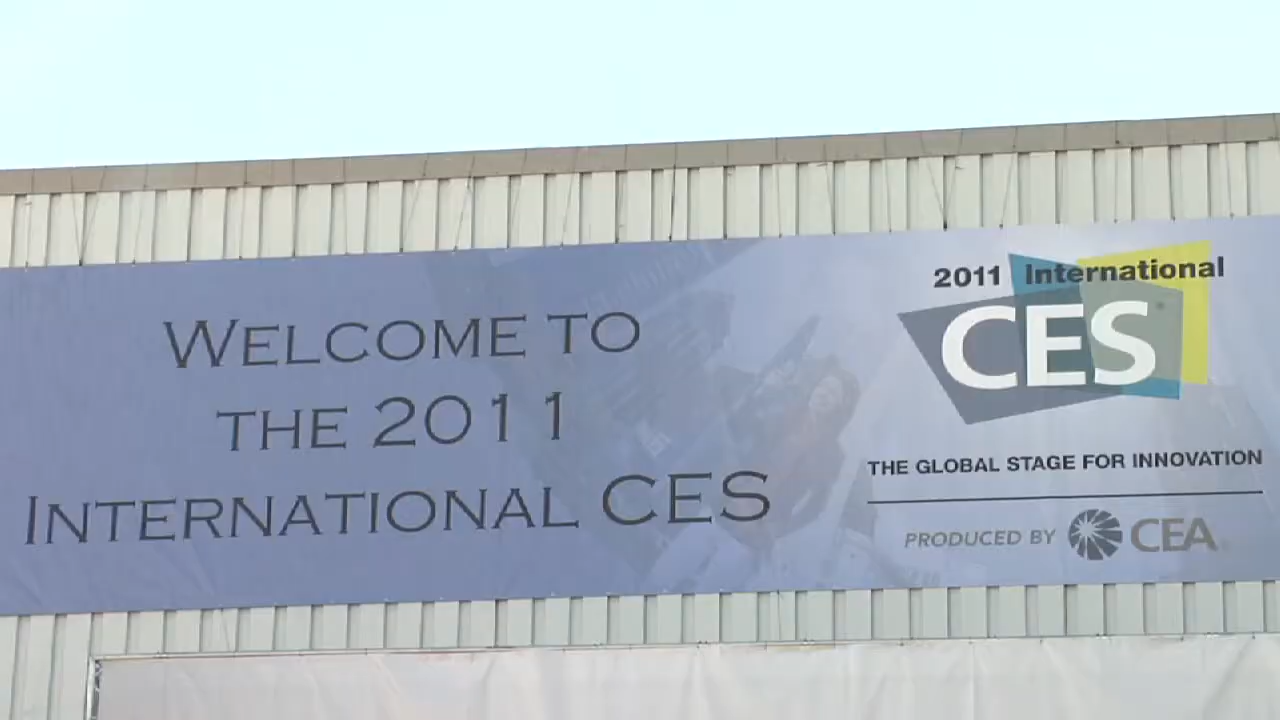 WELCOME TO
THE 2011
INTERNATIONAL CES
2011 International
CES
THE GLOBAL STAGE FOR INNOVATION
PRODUCED BY CEA